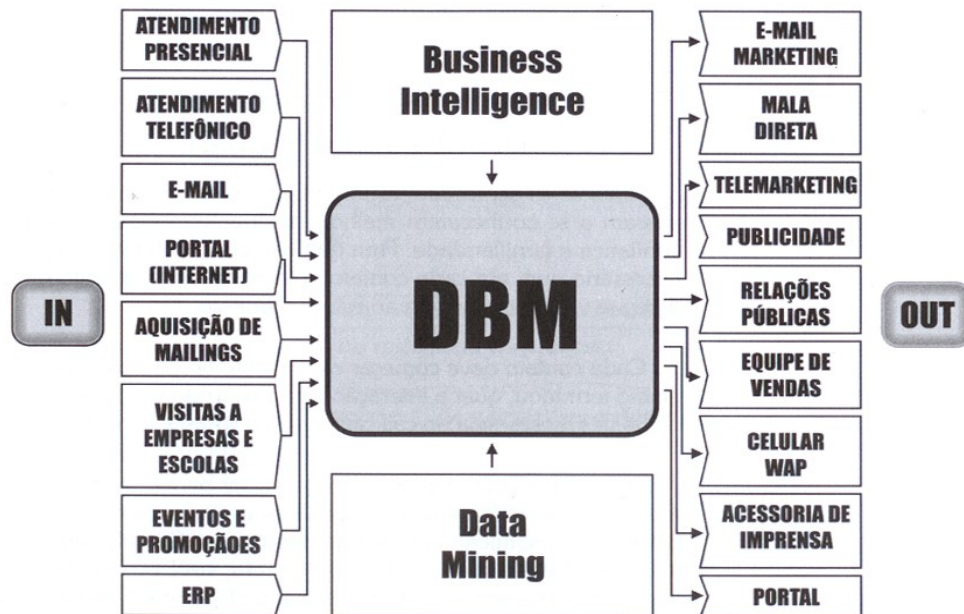 IN
ATENDIMENTO
PRESENCIAL
ATENDIMENTO
TELEFÔNICO
E-MAIL
PORTAL
(INTERNET)
AQUISIÇÃO DE
MAILINGS
VISITAS A
EMPRESAS E
ESCOLAS
EVENTOS E
PROMOÇÃOES
ERP
Business
Intelligence
DBM
Data
Mining
E-MAIL
MARKETING
MALA
DIRETA
TELEMARKETING
PUBLICIDADE
RELAÇÕES
PÚBLICAS
EQUIPE DE
VENDAS
CELULAR
WAP
ACESSORIA DE
IMPRENSA
PORTAL
OUT